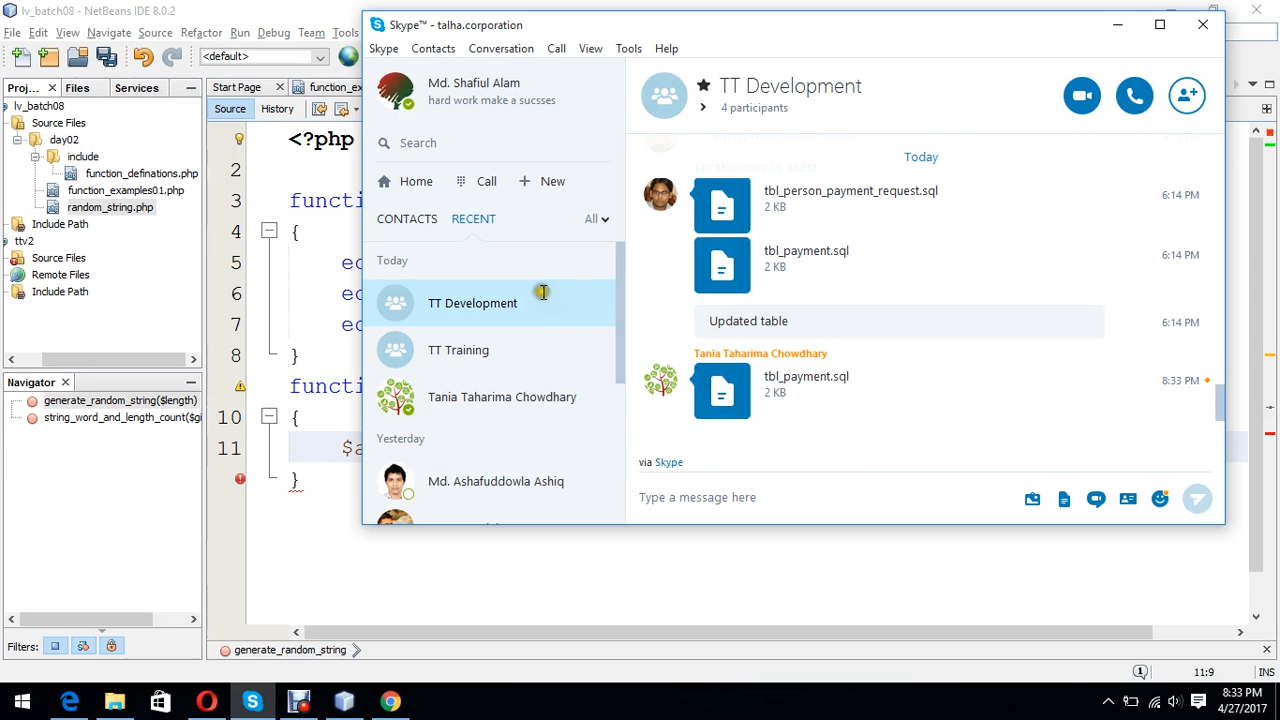 lv_batch08 - NetBeans IDE 8.0.2
File Edit View Navigate Source Refactor Run Debug Team Tools
<default>
Proj... Files Services
lv_batch08
Source Files
day02
include
function_definations.php
function_examples01.php
random_string.php
Include Path
ttv2
Source Files
Remote Files
Include Path
Navigator
generate_random_string($length)
string_word_and_length_count($gi
Filters:
Start Page function_ex
Source History
<?php
2
3 functi
4 {
5 ec
6 ec
7 ec
8 }
functi
10 {
11 $a
}
generate_random_string
11:9 INS
Skype™ - talha.corporation
Skype Contacts Conversation Call View Tools Help
Md. Shafiul Alam
hard work make a sucsses
Search
Home Call New
CONTACTS RECENT All
Today
TT Development
TT Training
Tania Taharima Chowdhary
Yesterday
Md. Ashafuddowla Ashiq
TT Development
4 participants
Today
tbl_person_payment_request.sql
2 KB
6:14 PM
tbl_payment.sql
2 KB
6:14 PM
Updated table
6:14 PM
Tania Taharima Chowdhary
tbl_payment.sql
2 KB
8:33 PM
via Skype
Type a message here
8:33 PM
4/27/2017